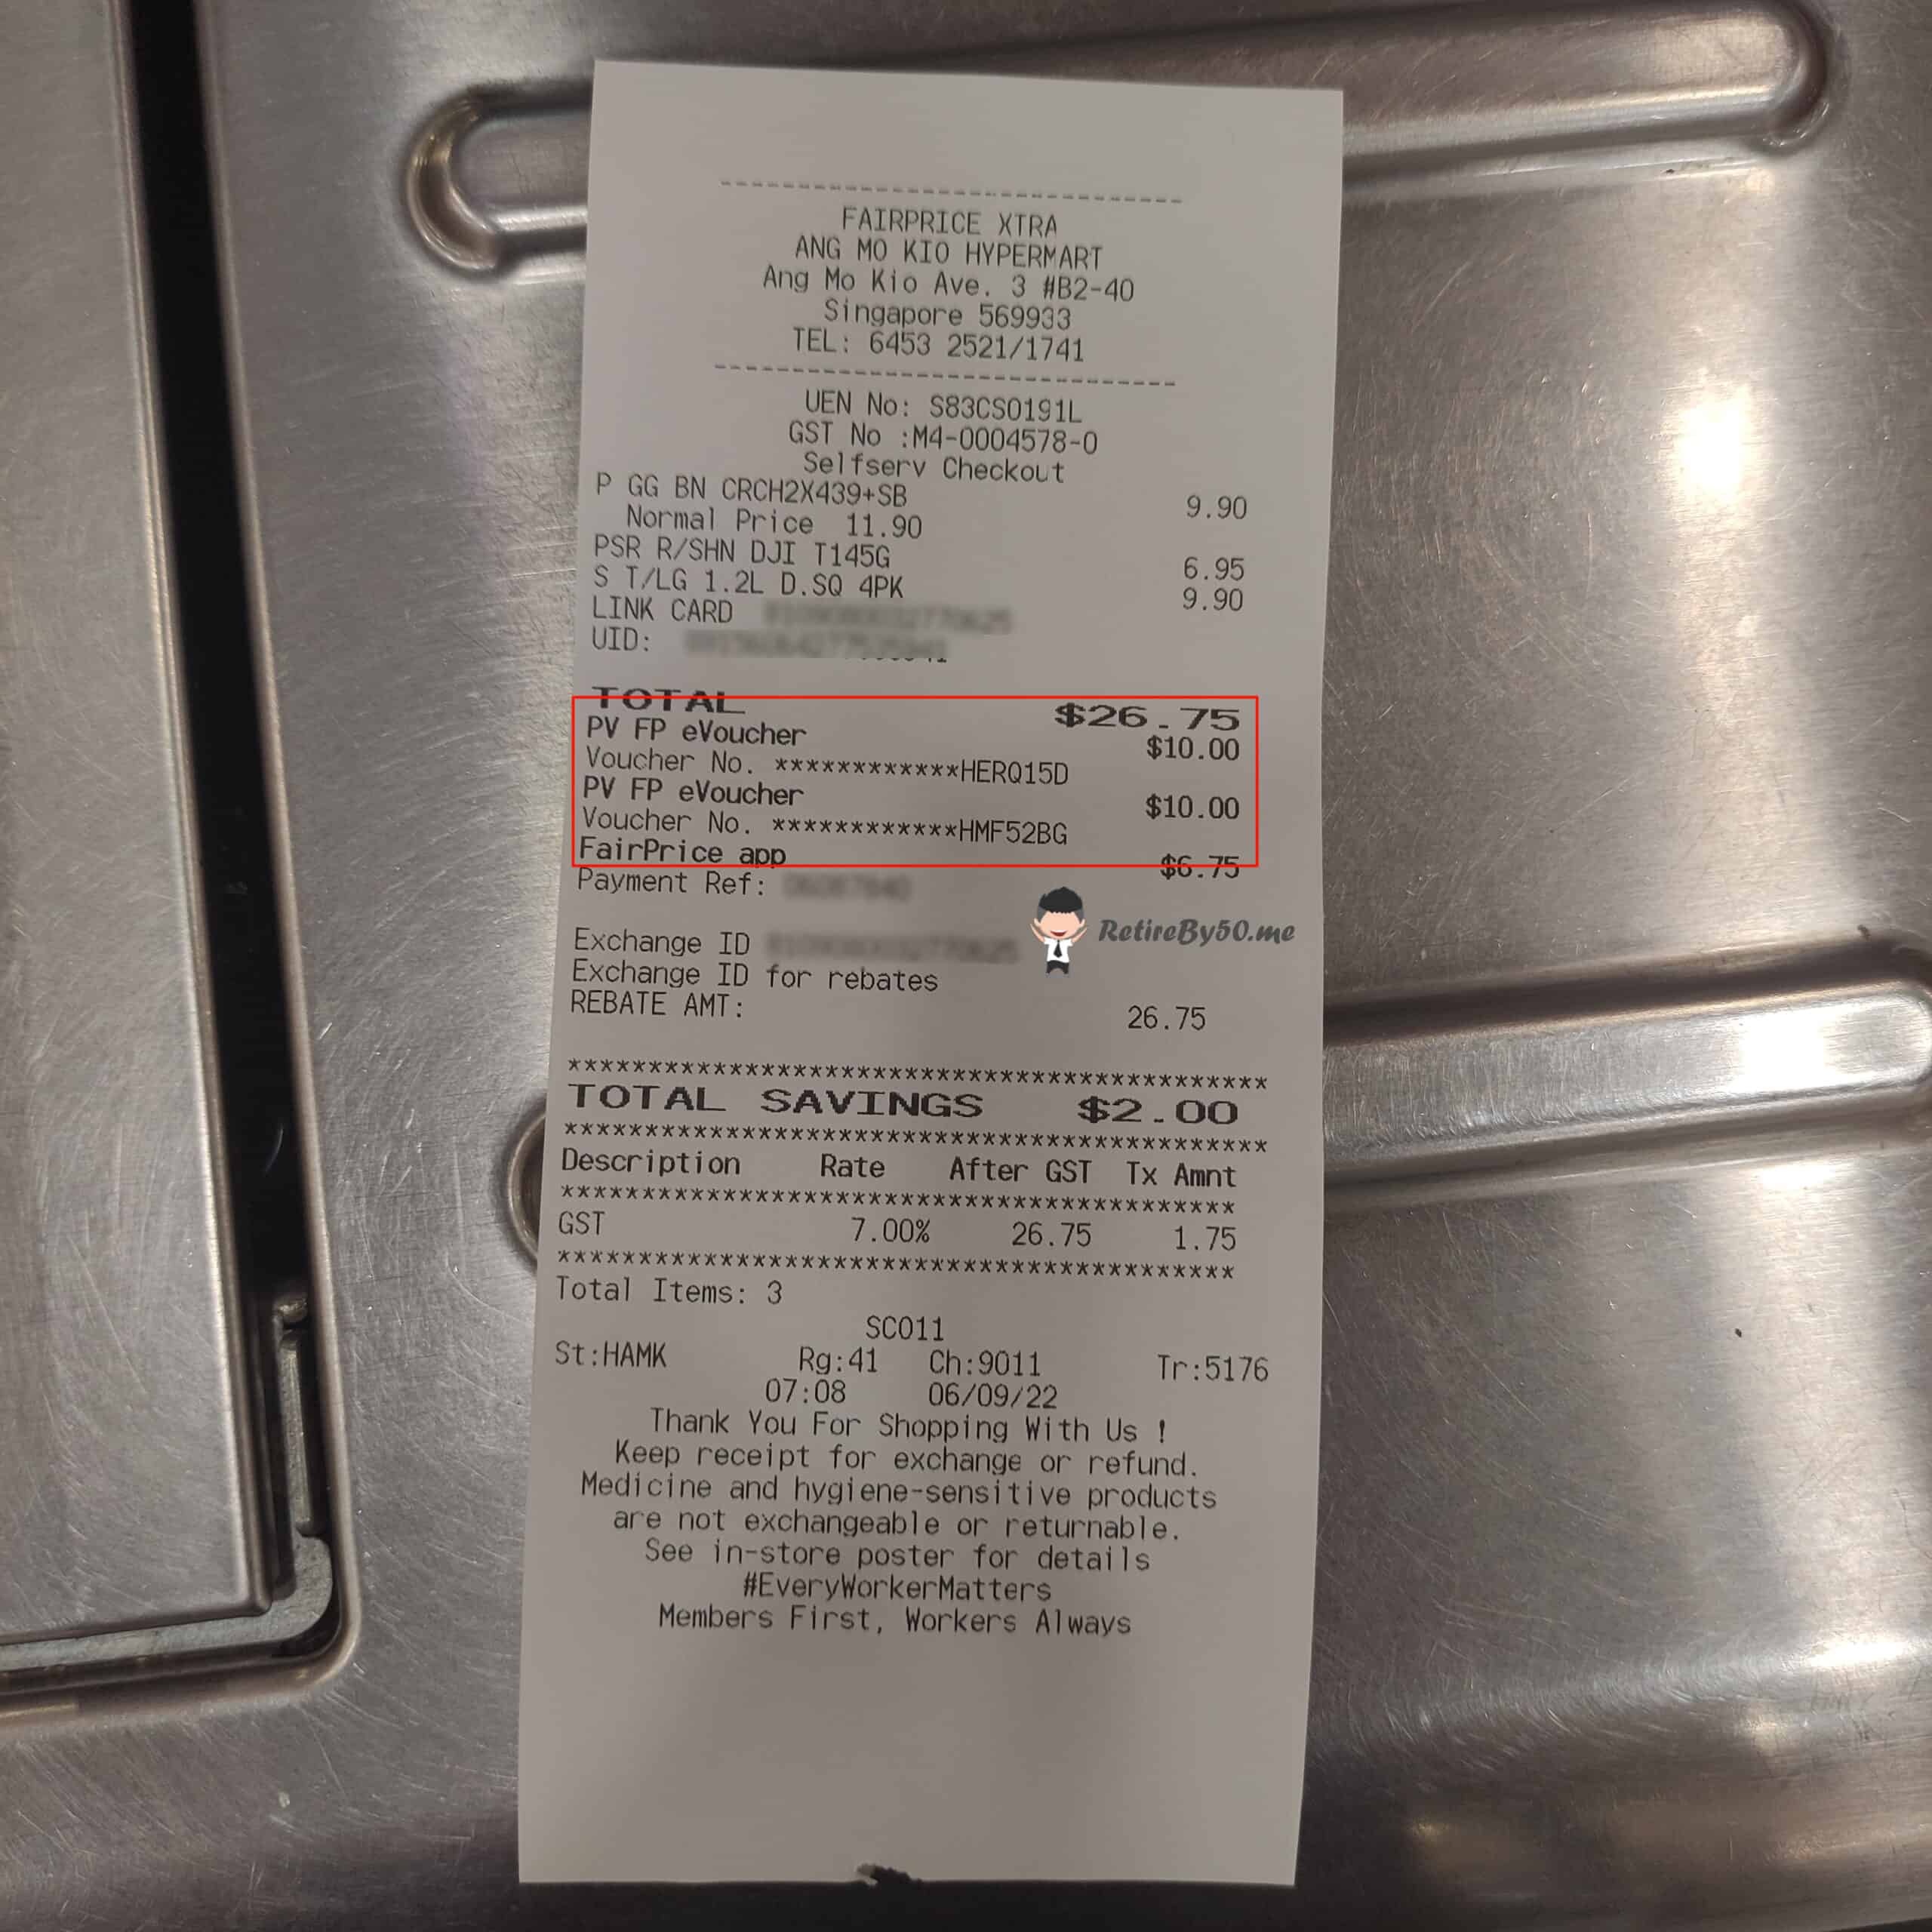 ------------------------------
FAIRPRICE XTRA
ANG MO KIO HYPERMART
Ang Mo Kio Ave. 3 #B2-40
Singapore 569933
TEL: 6453 2521/1741
------------------------------
UEN No: S83CS0191L
GST No :M4-0004578-0
Selfserv Checkout
P GG BN CRCH2X439+SB 9.90
Normal Price 11.90
PSR R/SHN DJI T145G 6.95
S T/LG 1.2L D.SQ 4PK 9.90
LINK CARD
UID:
TOTAL $26.75
PV FP eVoucher $10.00
Voucher No. ************HERQ15D
PV FP eVoucher $10.00
Voucher No. ************HMF52BG
FairPrice app $6.75
Payment Ref:
RetireBy50.me
Exchange ID
Exchange ID for rebates
REBATE AMT: 26.75
*********************************************
TOTAL SAVINGS $2.00
*********************************************
Description Rate After GST Tx Amnt
*******************************************
GST 7.00% 26.75 1.75
*******************************************
Total Items: 3
SCO11
St:HAMK Rg:41 Ch:9011 Tr:5176
07:08 06/09/22
Thank You For Shopping With Us !
Keep receipt for exchange or refund.
Medicine and hygiene-sensitive products
are not exchangeable or returnable.
See in-store poster for details
#EveryWorkerMatters
Members First, Workers Always